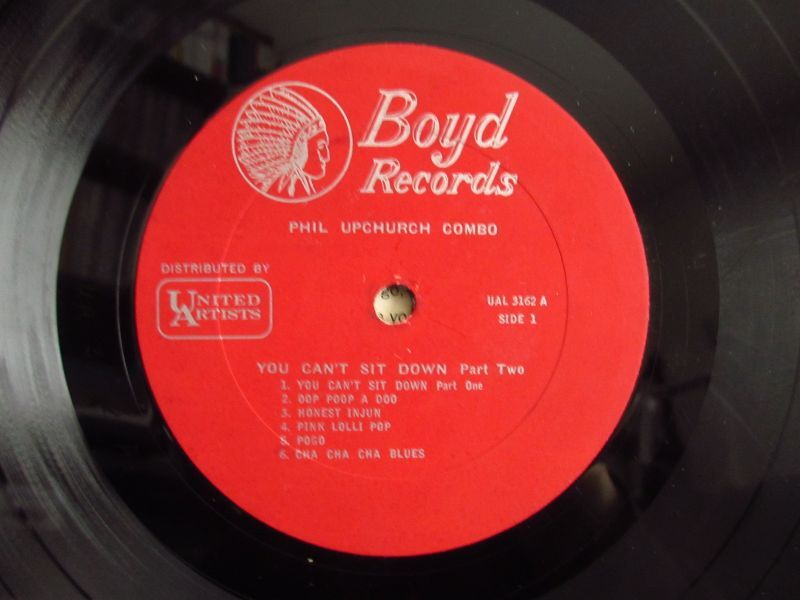 Boyd
Records
PHIL UPCHURCH COMBO
DISTRIBUTED BY
UNITED
ARTISTS
UAL 3162 A
SIDE 1
go,
YOU CAN'T SIT DOWN Part Two
1. YOU CAN'T SIT DOWN Part One
2. OOP POOP A DOO
3. HONEST INJUN
4. PINK LOLLI POP
5. POGO
6. CHA CHA CHA BLUES